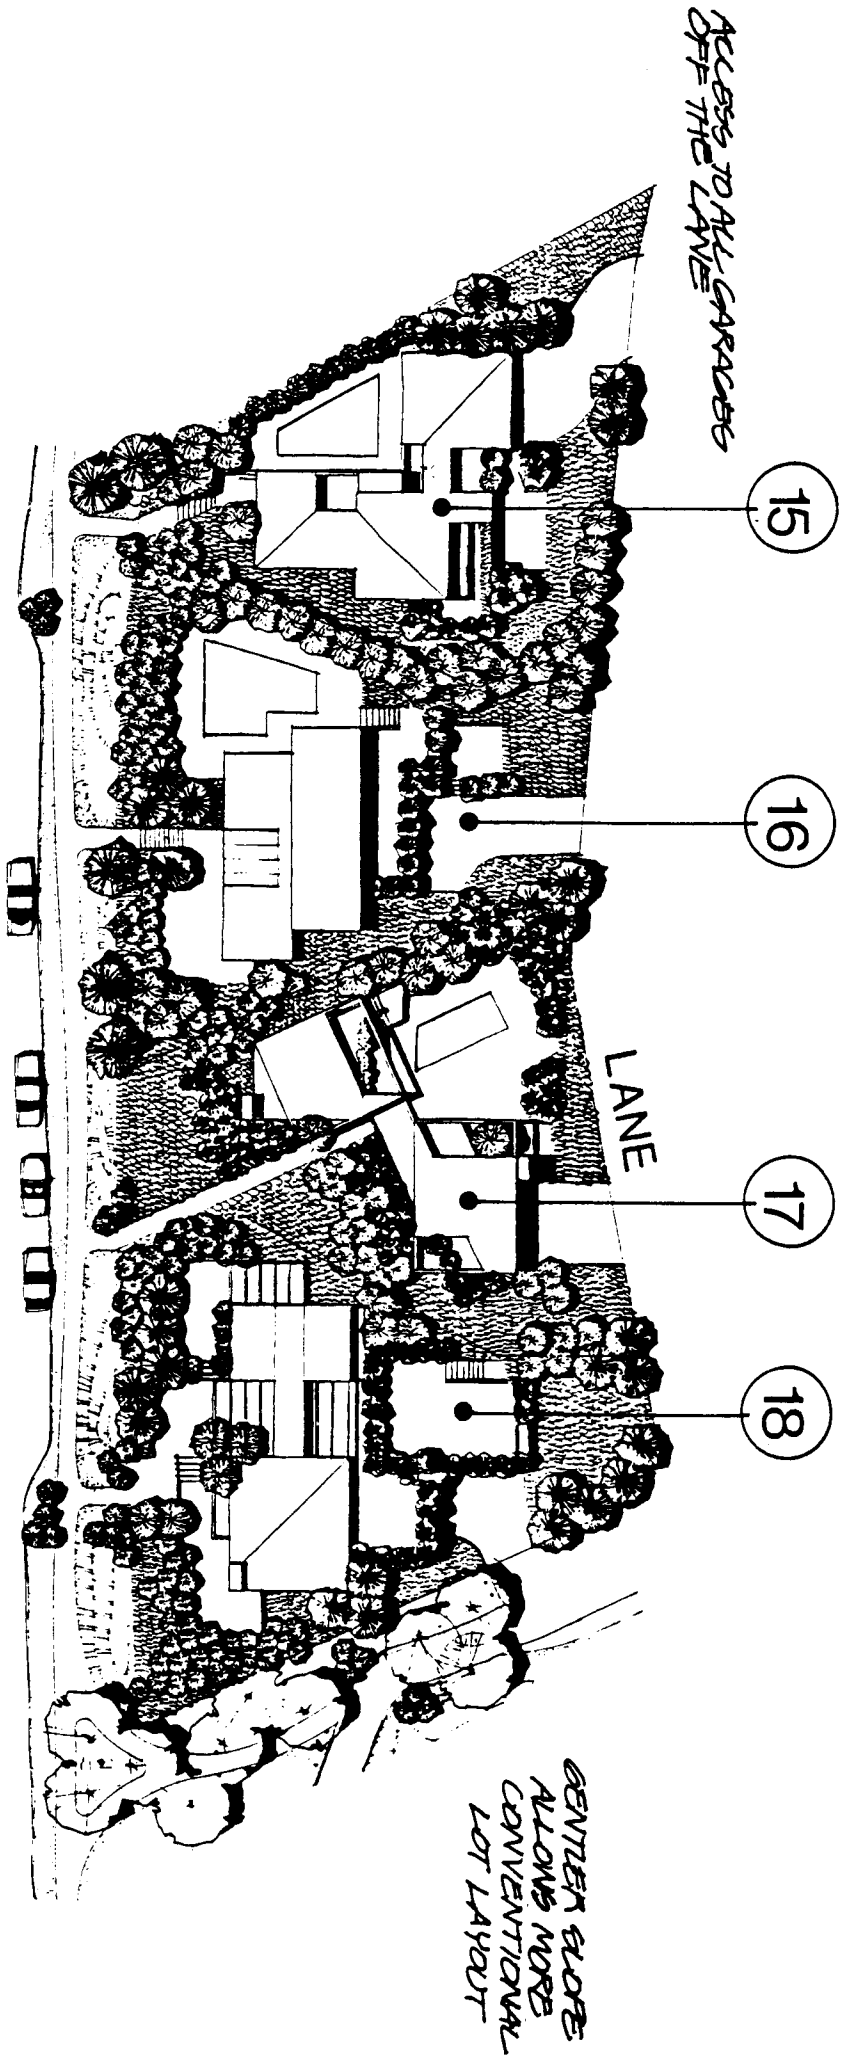 ACCESS TO ALL GARAGES
OFF THE LANE
15
16
LANE
17
18
GENTLER SLOPE
ALLOWS MORE
CONVENTIONAL
LOT LAYOUT